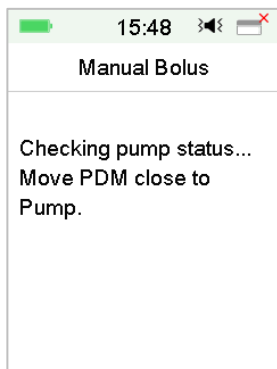 15:48
Manual Bolus
Checking pump status...
Move PDM close to
Pump.